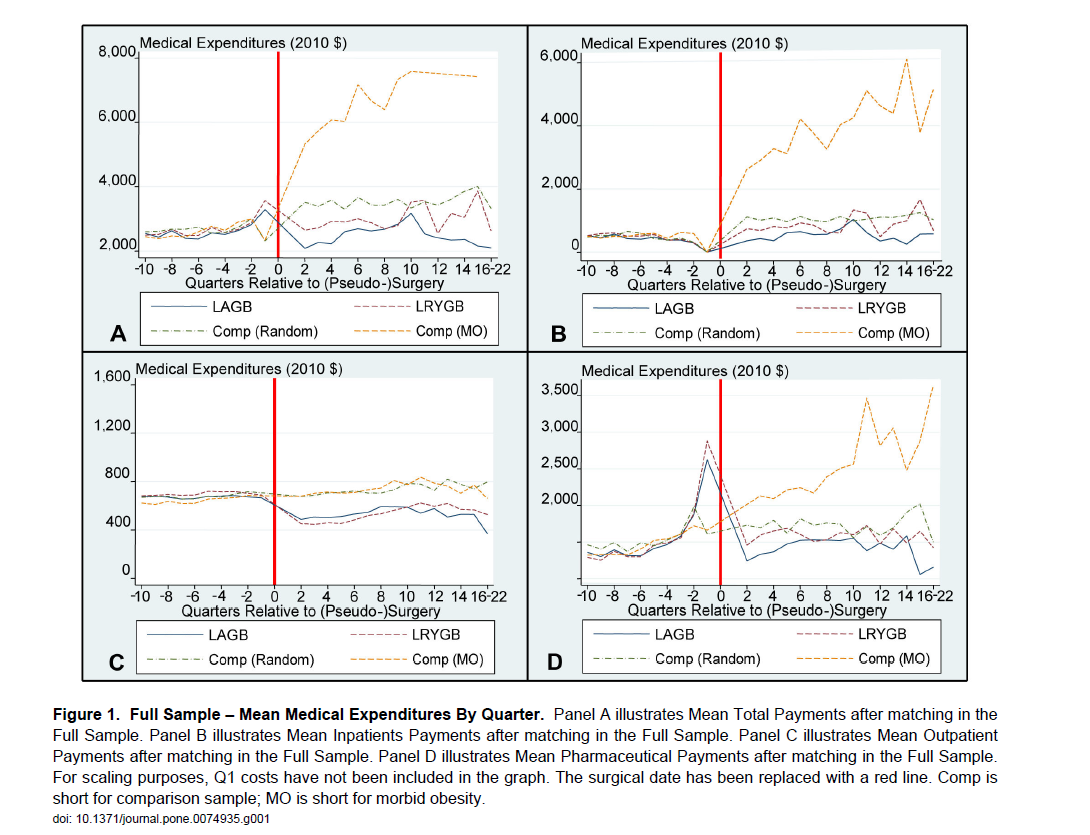 Medical Expenditures (2010 $)
8,000
6,000
4,000
2,000
-10 -8 -6 -4 -2 0 2 4 6 8 10 12 14 16-22
Quarters Relative to (Pseudo-)Surgery
LAGB LRYGB
Comp (Random) Comp (MO)
A
Medical Expenditures (2010 $)
6,000
4,000
2,000
0
-10 -8 -6 -4 -2 0 2 4 6 8 10 12 14 16-22
Quarters Relative to (Pseudo-)Surgery
LAGB LRYGB
Comp (Random) Comp (MO)
B
Medical Expenditures (2010 $)
1,600
1,200
800
400
0
-10 -8 -6 -4 -2 0 2 4 6 8 10 12 14 16-22
Quarters Relative to (Pseudo-)Surgery
LAGB LRYGB
Comp (Random) Comp (MO)
C
Medical Expenditures (2010 $)
3,500
3,000
2,500
2,000
-10 -8 -6 -4 -2 0 2 4 6 8 10 12 14 16-22
Quarters Relative to (Pseudo-)Surgery
LAGB LRYGB
Comp (Random) Comp (MO)
D
Figure 1. Full Sample – Mean Medical Expenditures By Quarter. Panel A illustrates Mean Total Payments after matching in the
Full Sample. Panel B illustrates Mean Inpatients Payments after matching in the Full Sample. Panel C illustrates Mean Outpatient
Payments after matching in the Full Sample. Panel D illustrates Mean Pharmaceutical Payments after matching in the Full Sample.
For scaling purposes, Q1 costs have not been included in the graph. The surgical date has been replaced with a red line. Comp is
short for comparison sample; MO is short for morbid obesity.
doi: 10.1371/journal.pone.0074935.g001